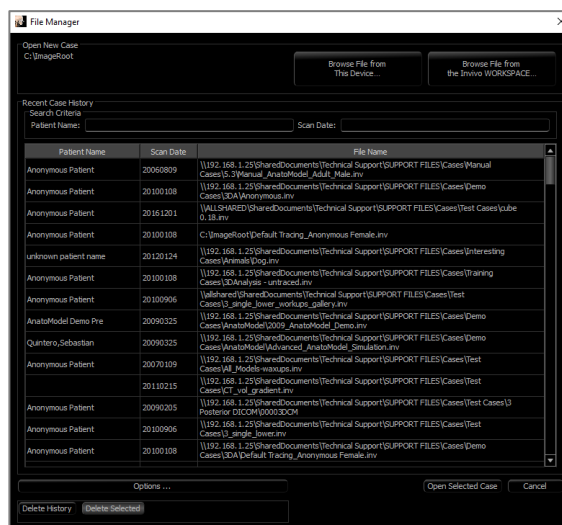 File Manager
Open New Case
C:\ImageRoot
Browse File from
This Device...
Browse File from
the Invivo WORKSPACE...
Recent Case History
Search Criteria
Patient Name:
Scan Date:
Patient Name Scan Date File Name
Anonymous Patient 20060809 \\192.168.1.25\SharedDocuments\Technical Support\SUPPORT FILES\Cases\Manual
Cases\5.3\Manual_AnatoModel_Adult_Male.inv
Anonymous Patient 20100108 \\192.168.1.25\SharedDocuments\Technical Support\SUPPORT FILES\Cases\Demo
Cases\3DA\Anonymous.inv
Anonymous Patient 20161201 \\ALLSHARED\SharedDocuments\Technical Support\SUPPORT FILES\Cases\Test Cases\cube
0.18.inv
Anonymous Patient 20100108 C:\ImageRoot\Default Tracing_Anonymous Female.inv
unknown patient name 20120124 \\192.168.1.25\SharedDocuments\Technical Support\SUPPORT FILES\Cases\Interesting
Cases\Animals\Dog.inv
Anonymous Patient 20100108 \\192.168.1.25\SharedDocuments\Technical Support\SUPPORT FILES\Cases\Training
Cases\3DAnalysis - untraced.inv
Anonymous Patient 20100906 \\allshared\SharedDocuments\Technical Support\SUPPORT FILES\Cases\Test
Cases\3_single_lower_workups_gallery.inv
AnatoModel Demo Pre 20090325 \\192.168.1.25\SharedDocuments\Technical Support\SUPPORT FILES\Cases\Demo
Cases\AnatoModel\2009_AnatoModel_Demo.inv
Quintero,Sebastian 20090325 \\192.168.1.25\SharedDocuments\Technical Support\SUPPORT FILES\Cases\Demo
Cases\AnatoModel\Advanced_AnatoModel_Simulation.inv
Anonymous Patient 20070109 \\192.168.1.25\SharedDocuments\Technical Support\SUPPORT FILES\Cases\Test
Cases\All_Models-waxups.inv
20110215 \\192.168.1.25\SharedDocuments\Technical Support\SUPPORT FILES\Cases\Test
Cases\CT_vol_gradient.inv
Anonymous Patient 20090205 \\192.168.1.25\SharedDocuments\Technical Support\SUPPORT FILES\Cases\Test Cases\3
Posterior DICOM\00003DCM
Anonymous Patient 20100906 \\192.168.1.25\SharedDocuments\Technical Support\SUPPORT FILES\Cases\Test
Cases\3_single_lower.inv
Anonymous Patient 20100108 \\192.168.1.25\SharedDocuments\Technical Support\SUPPORT FILES\Cases\Demo
Cases\3DA\Default Tracing_Anonymous Female.inv
Options ...
Open Selected Case
Cancel
Delete History
Delete Selected